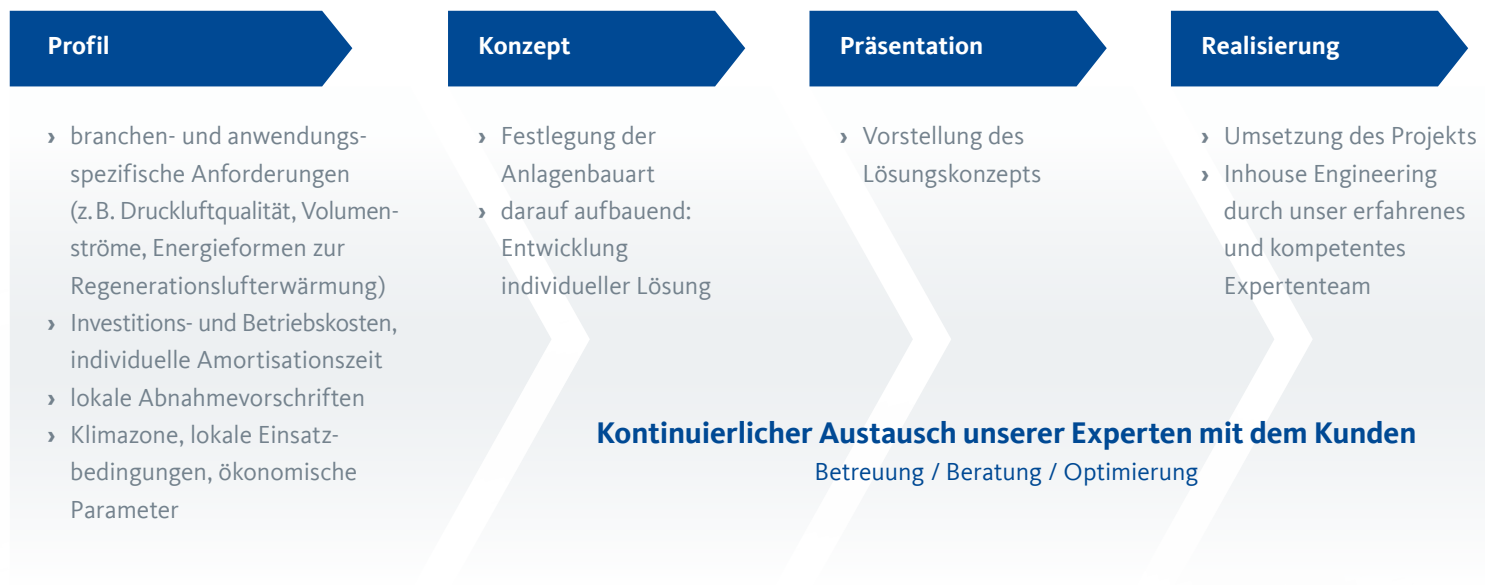 Profil
branchen- und anwendungs-
spezifische Anforderungen
(z. B. Druckluftqualität, Volumen-
ströme, Energieformen zur
Regenerationslufterwärmung)
› Investitions- und Betriebskosten,
individuelle Amortisationszeit
› lokale Abnahmevorschriften
› Klimazone, lokale Einsatz-
bedingungen, ökonomische
Parameter
Konzept
› Festlegung der
Anlagenbauart
› darauf aufbauend:
Entwicklung
individueller Lösung
Präsentation
› Vorstellung des
Lösungskonzepts
Realisierung
› Umsetzung des Projekts
› Inhouse Engineering
durch unser erfahrenes
und kompetentes
Expertenteam
Kontinuierlicher Austausch unserer Experten mit dem Kunden
Betreuung / Beratung / Optimierung